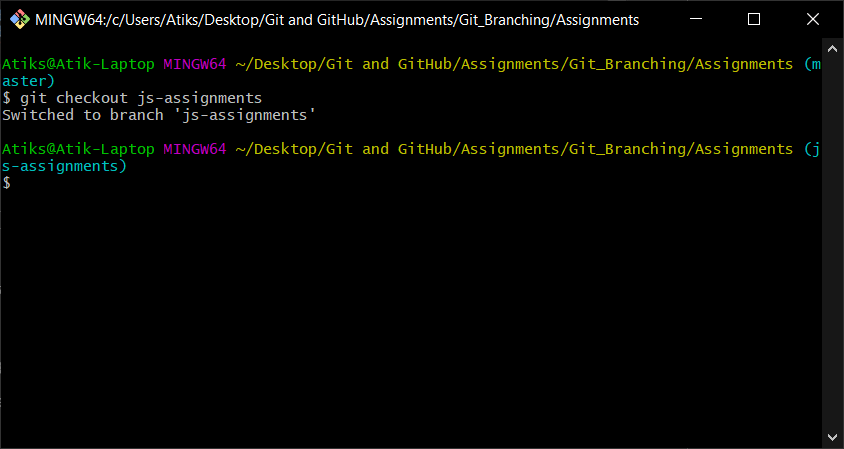 MINGW64:/c/Users/Atiks/Desktop/Git and GitHub/Assignments/Git_Branching/Assignments
Atiks@Atik-Laptop MINGW64 ~/Desktop/Git and GitHub/Assignments/Git_Branching/Assignments (m
aster)
$ git checkout js-assignments
Switched to branch 'js-assignments'
Atiks@Atik-Laptop MINGW64 ~/Desktop/Git and GitHub/Assignments/Git_Branching/Assignments (j
s-assignments)
$